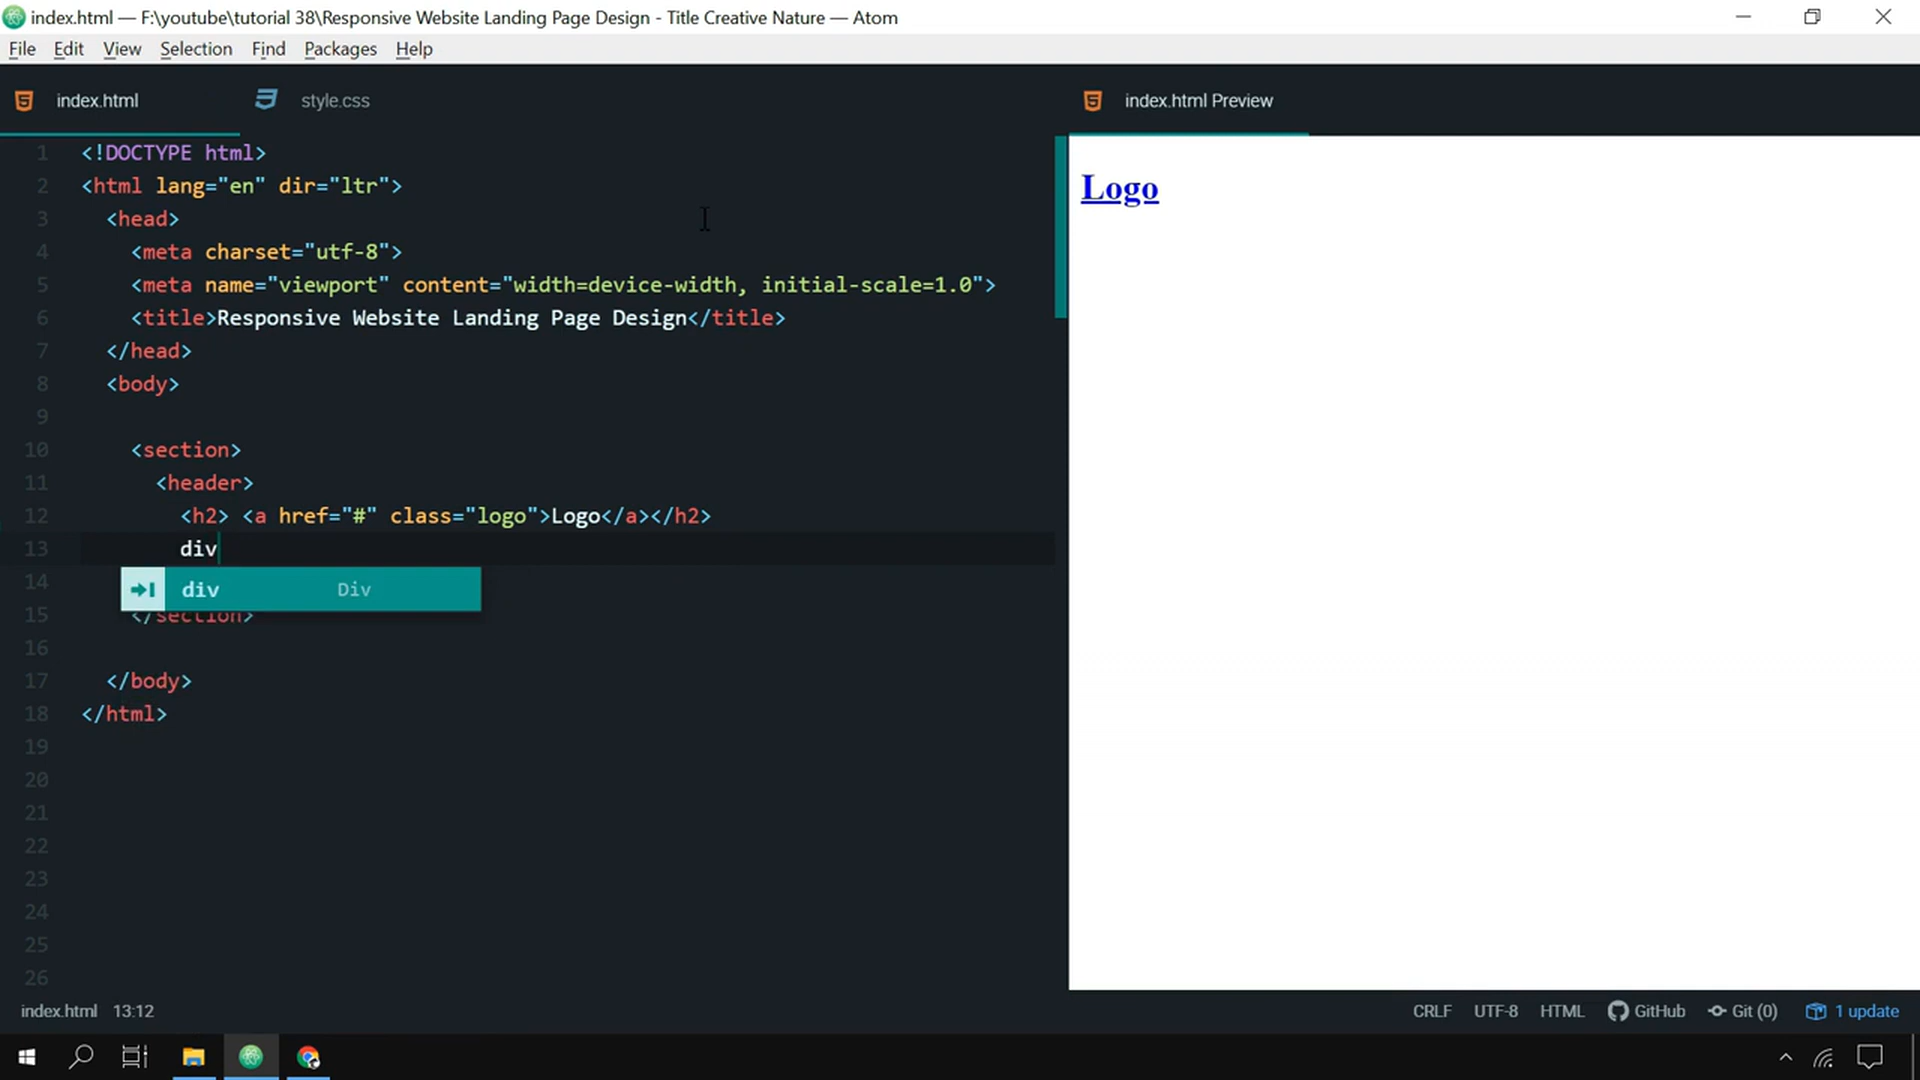 index.html — F:\youtube\tutorial 38\Responsive Website Landing Page Design - Title Creative Nature — Atom
File Edit View Selection Find Packages Help
index.html style.css index.html Preview
1 <!DOCTYPE html>
2 <html lang="en" dir="ltr">
3 <head>
4 <meta charset="utf-8">
5 <meta name="viewport" content="width=device-width, initial-scale=1.0">
6 <title>Responsive Website Landing Page Design</title>
7 </head>
8 <body>
9
10 <section>
11 <header>
12 <h2> <a href="#" class="logo">Logo</a></h2>
13 div
div Div
14
15 </section>
16
17 </body>
18 </html>
19
20
21
22
23
24
25
26
Logo
index.html 13:12 CRLF UTF-8 HTML GitHub Git (0) 1 update